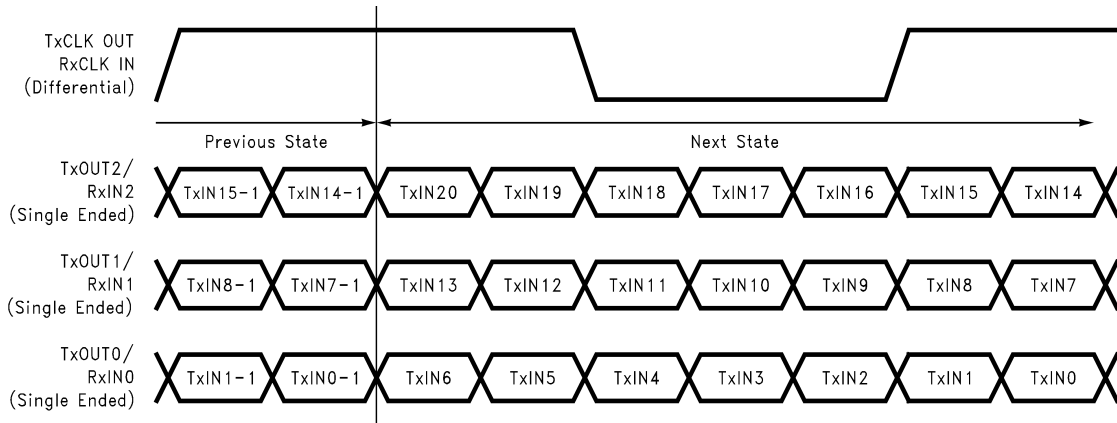 TxCLK OUT
RxCLK IN
(Differential)
Previous State
Next State
TxOUT2/
RxIN2
(Single Ended)
TxIN15-1 TxIN14-1 TxIN20 TxIN19 TxIN18 TxIN17 TxIN16 TxIN15 TxIN14
TxOUT1/
RxIN1
(Single Ended)
TxIN8-1 TxIN7-1 TxIN13 TxIN12 TxIN11 TxIN10 TxIN9 TxIN8 TxIN7
TxOUT0/
RxIN0
(Single Ended)
TxIN1-1 TxIN0-1 TxIN6 TxIN5 TxIN4 TxIN3 TxIN2 TxIN1 TxIN0